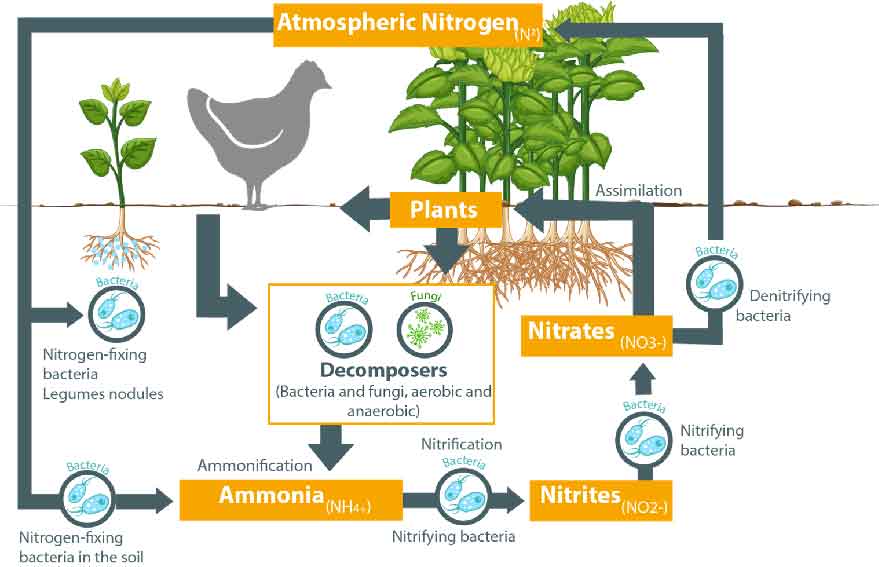 Atmospheric Nitrogen (N²)
Assimilation
Plants
Bacteria
Denitrifying
bacteria
Bacteria
Nitrogen-fixing
bacteria
Legumes nodules
Bacteria
Fungi
Decomposers
(Bacteria and fungi, aerobic and
anaerobic)
Nitrates (NO3-)
Bacteria
Nitrifying
bacteria
Ammonification
Nitrification
Bacteria
Nitrogen-fixing
bacteria in the soil
Ammonia (NH4+)
Bacteria
Nitrifying bacteria
Nitrites (NO2-)